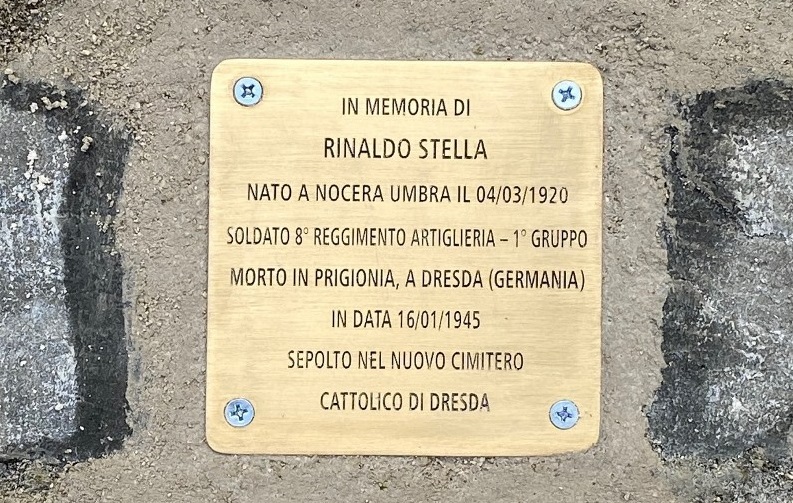 IN MEMORIA DI
RINALDO STELLA
NATO A NOCERA UMBRA IL 04/03/1920
SOLDATO 8° REGGIMENTO ARTIGLIERIA – 1° GRUPPO
MORTO IN PRIGIONIA, A DRESDA (GERMANIA)
IN DATA 16/01/1945
SEPOLTO NEL NUOVO CIMITERO
CATTOLICO DI DRESDA